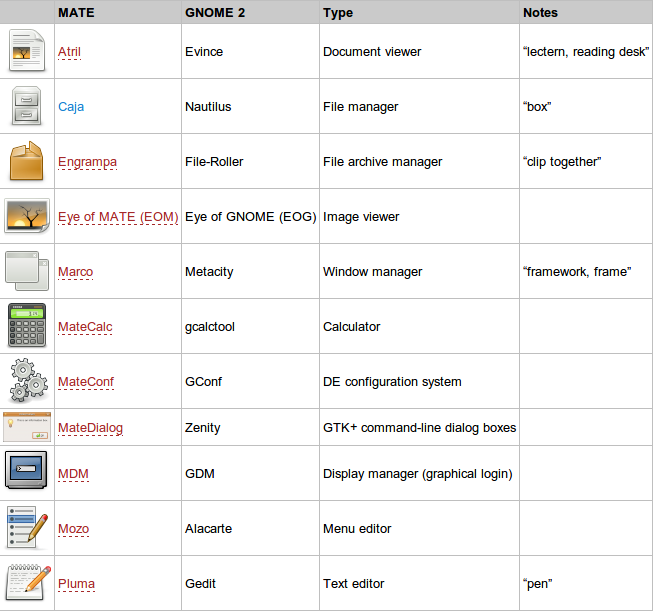 MATE GNOME 2 Type Notes
Atril Evince Document viewer “lectern, reading desk”
Caja Nautilus File manager “box”
Engrampa File-Roller File archive manager “clip together”
Eye of MATE (EOM) Eye of GNOME (EOG) Image viewer
Marco Metacity Window manager “framework, frame”
MateCalc gcalctool Calculator
MateConf GConf DE configuration system
MateDialog Zenity GTK+ command-line dialog boxes
MDM GDM Display manager (graphical login)
Mozo Alacarte Menu editor
Pluma Gedit Text editor “pen”